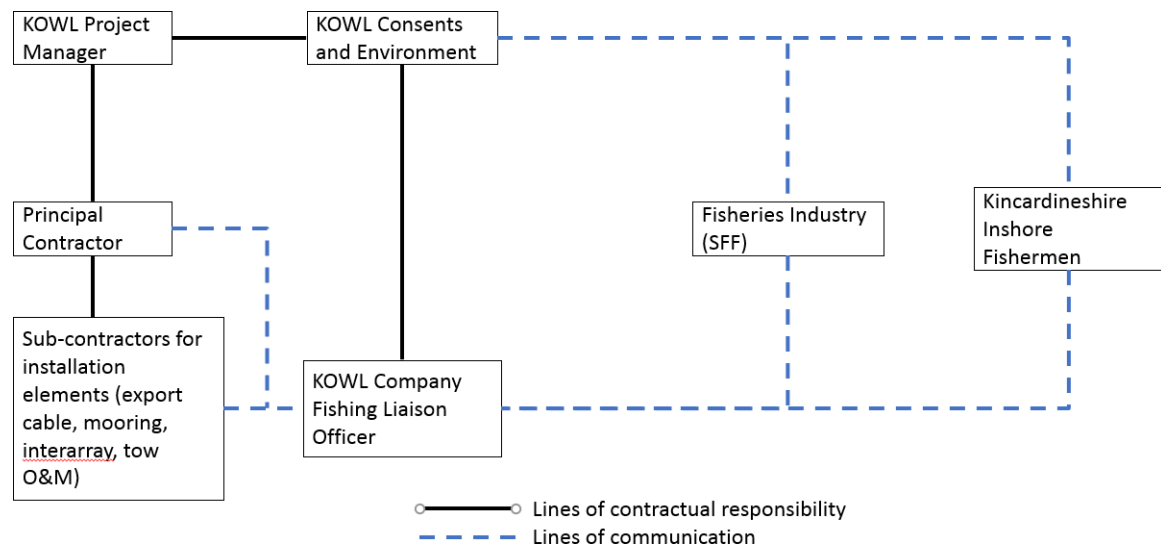 KOWL Project
Manager
KOWL Consents
and Environment
Principal
Contractor
Fisheries Industry
(SFF)
Kincardineshire
Inshore
Fishermen
Sub-contractors for
installation
elements (export
cable, mooring,
interarray, tow
O&M)
KOWL Company
Fishing Liaison
Officer
Lines of contractual responsibility
Lines of communication